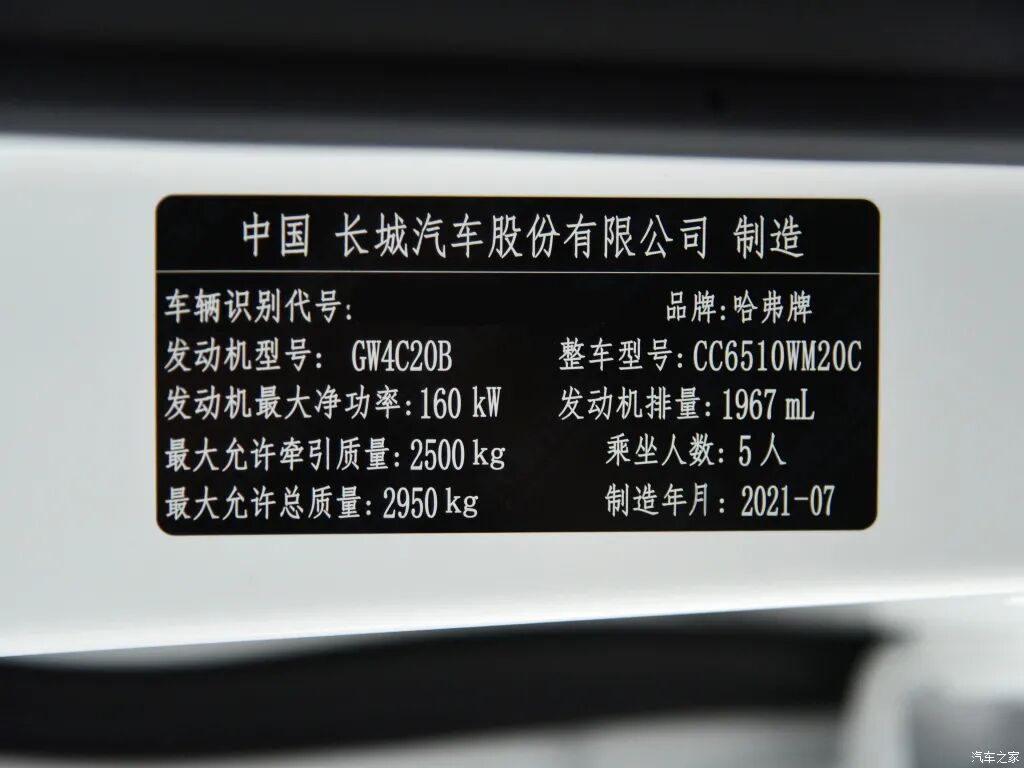 中国 长城汽车股份有限公司 制造
车辆识别代号: 品牌:哈弗牌
发动机型号: GW4C20B 整车型号:CC6510WM20C
发动机最大净功率:160 kW 发动机排量:1967 mL
最大允许牵引质量:2500 kg 乘坐人数:5人
最大允许总质量:2950 kg 制造年月:2021-07
汽车之家